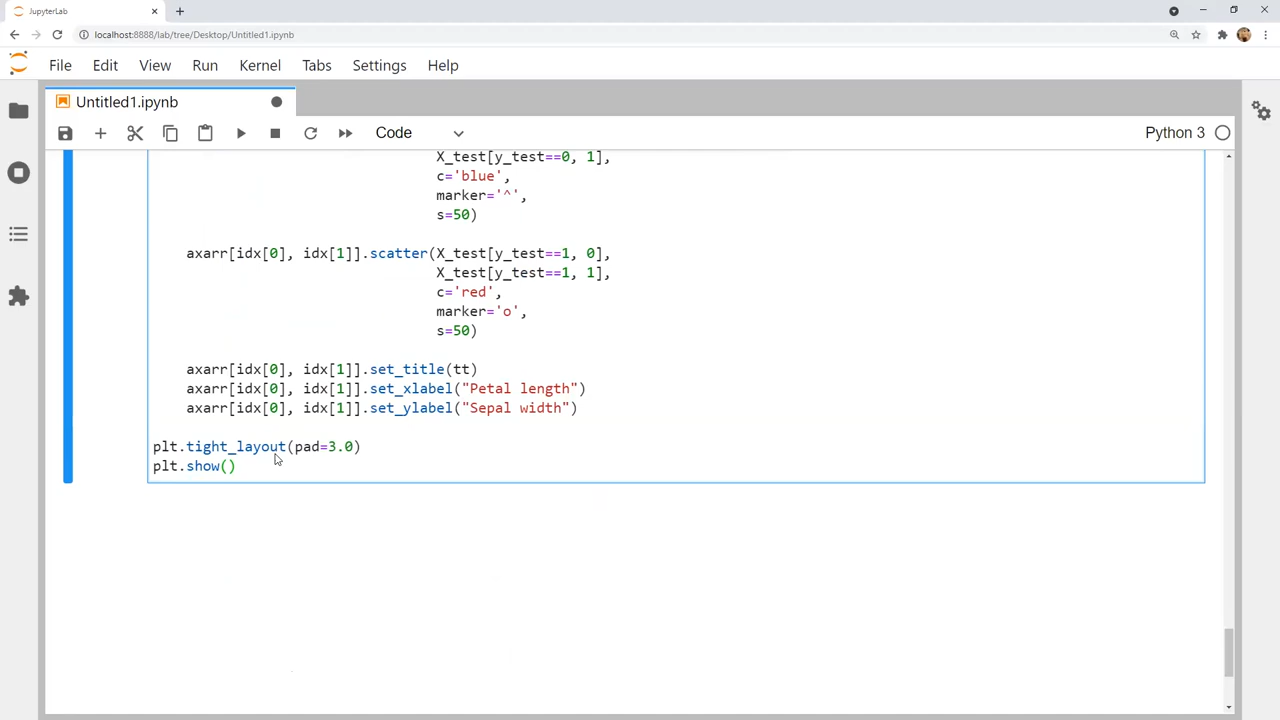 JupyterLab
localhost:8888/lab/tree/Desktop/Untitled1.ipynb
File Edit View Run Kernel Tabs Settings Help
Untitled1.ipynb
Code Python 3
X_test[y_test==0, 1],
c='blue',
marker='^',
s=50)
axarr[idx[0], idx[1]].scatter(X_test[y_test==1, 0],
X_test[y_test==1, 1],
c='red',
marker='o',
s=50)
axarr[idx[0], idx[1]].set_title(tt)
axarr[idx[0], idx[1]].set_xlabel("Petal length")
axarr[idx[0], idx[1]].set_ylabel("Sepal width")
plt.tight_layout(pad=3.0)
plt.show()